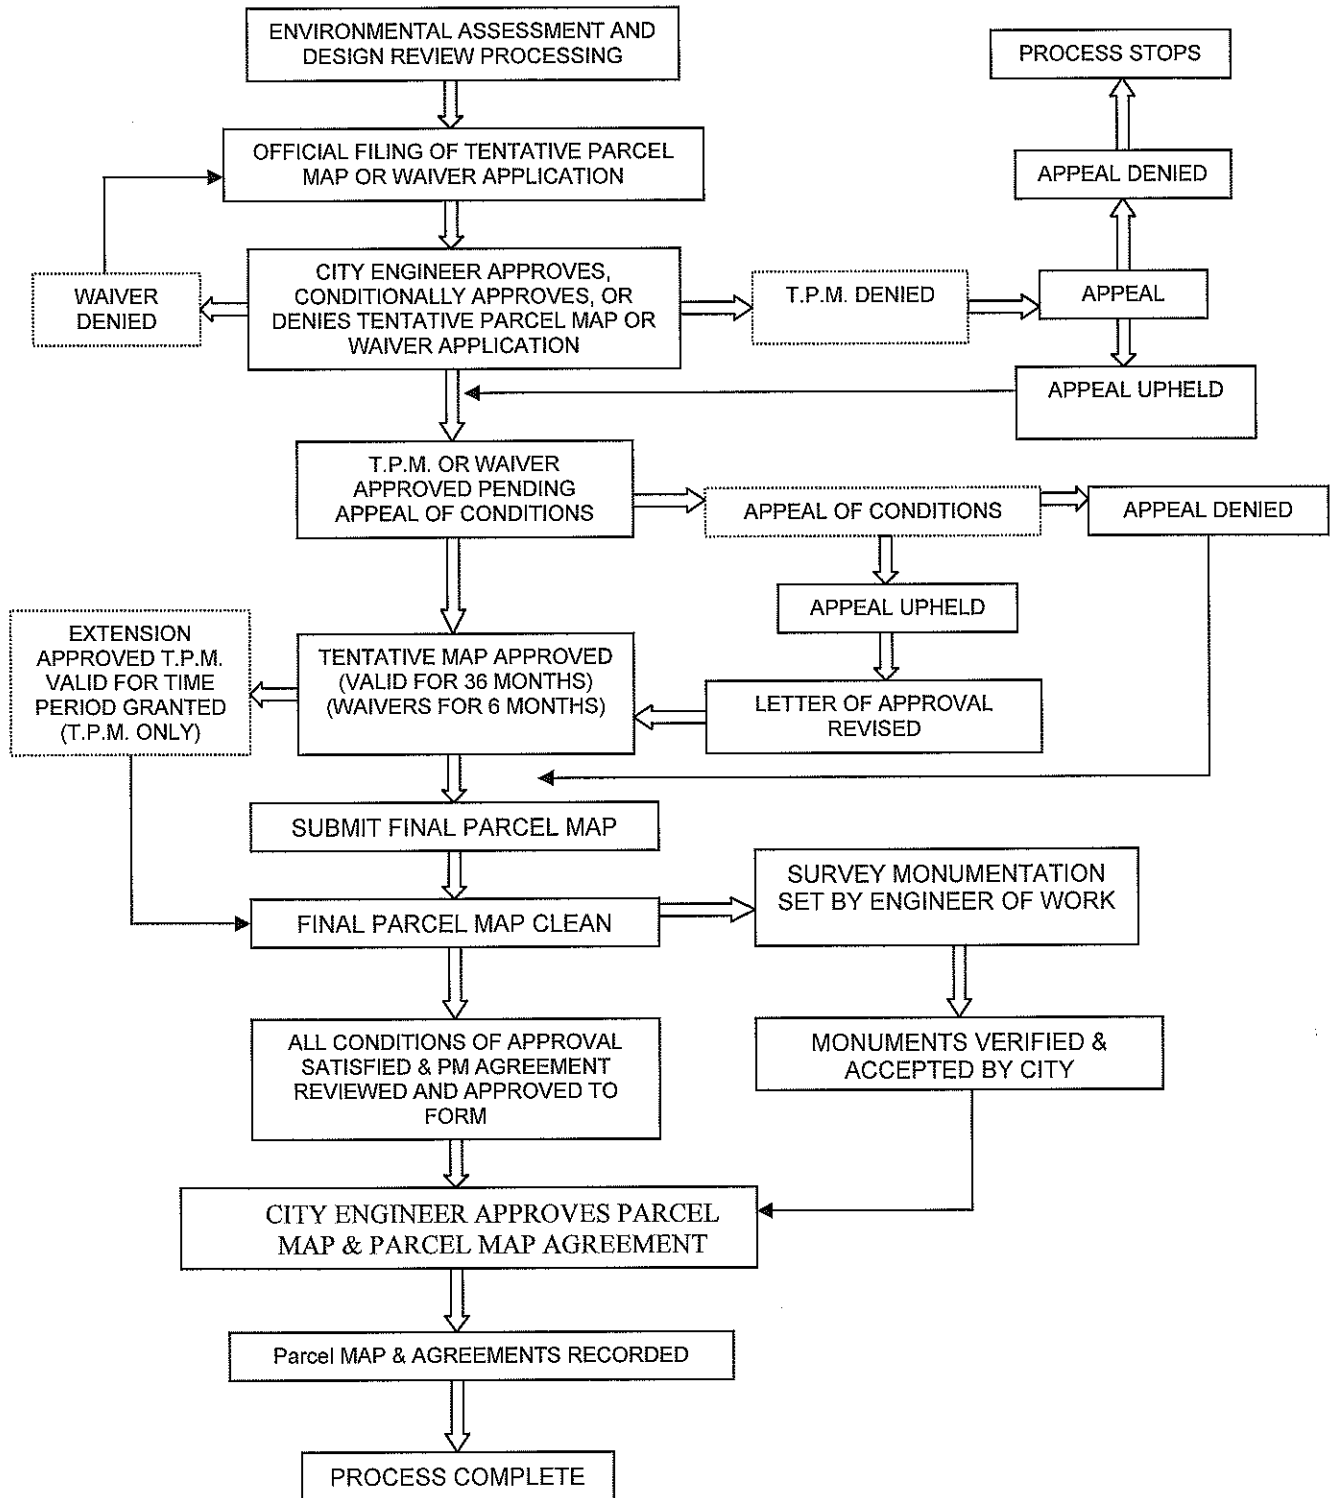 ENVIRONMENTAL ASSESSMENT AND
DESIGN REVIEW PROCESSING
PROCESS STOPS
OFFICIAL FILING OF TENTATIVE PARCEL
MAP OR WAIVER APPLICATION
APPEAL DENIED
WAIVER
DENIED
CITY ENGINEER APPROVES,
CONDITIONALLY APPROVES, OR
DENIES TENTATIVE PARCEL MAP OR
WAIVER APPLICATION
T.P.M. DENIED
APPEAL
APPEAL UPHELD
T.P.M. OR WAIVER
APPROVED PENDING
APPEAL OF CONDITIONS
APPEAL OF CONDITIONS
APPEAL DENIED
APPEAL UPHELD
EXTENSION
APPROVED T.P.M.
VALID FOR TIME
PERIOD GRANTED
(T.P.M. ONLY)
TENTATIVE MAP APPROVED
(VALID FOR 36 MONTHS)
(WAIVERS FOR 6 MONTHS)
LETTER OF APPROVAL
REVISED
SUBMIT FINAL PARCEL MAP
SURVEY MONUMENTATION
SET BY ENGINEER OF WORK
FINAL PARCEL MAP CLEAN
ALL CONDITIONS OF APPROVAL
SATISFIED & PM AGREEMENT
REVIEWED AND APPROVED TO
FORM
MONUMENTS VERIFIED &
ACCEPTED BY CITY
CITY ENGINEER APPROVES PARCEL
MAP & PARCEL MAP AGREEMENT
Parcel MAP & AGREEMENTS RECORDED
PROCESS COMPLETE